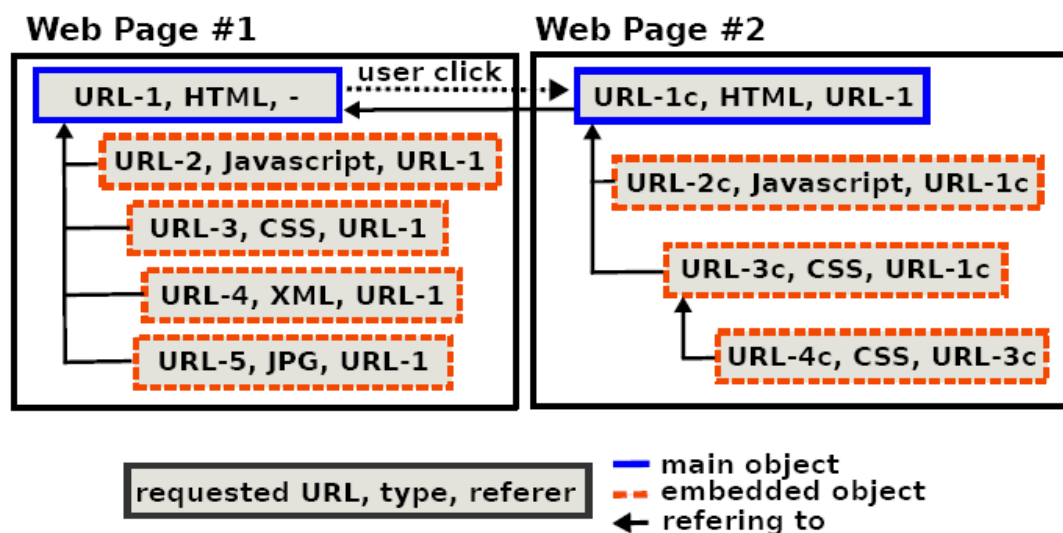 Web Page #1
URL-1, HTML, -
URL-2, Javascript, URL-1
URL-3, CSS, URL-1
URL-4, XML, URL-1
URL-5, JPG, URL-1
user click
Web Page #2
URL-1c, HTML, URL-1
URL-2c, Javascript, URL-1c
URL-3c, CSS, URL-1c
URL-4c, CSS, URL-3c
requested URL, type, referer
main object
embedded object
refering to